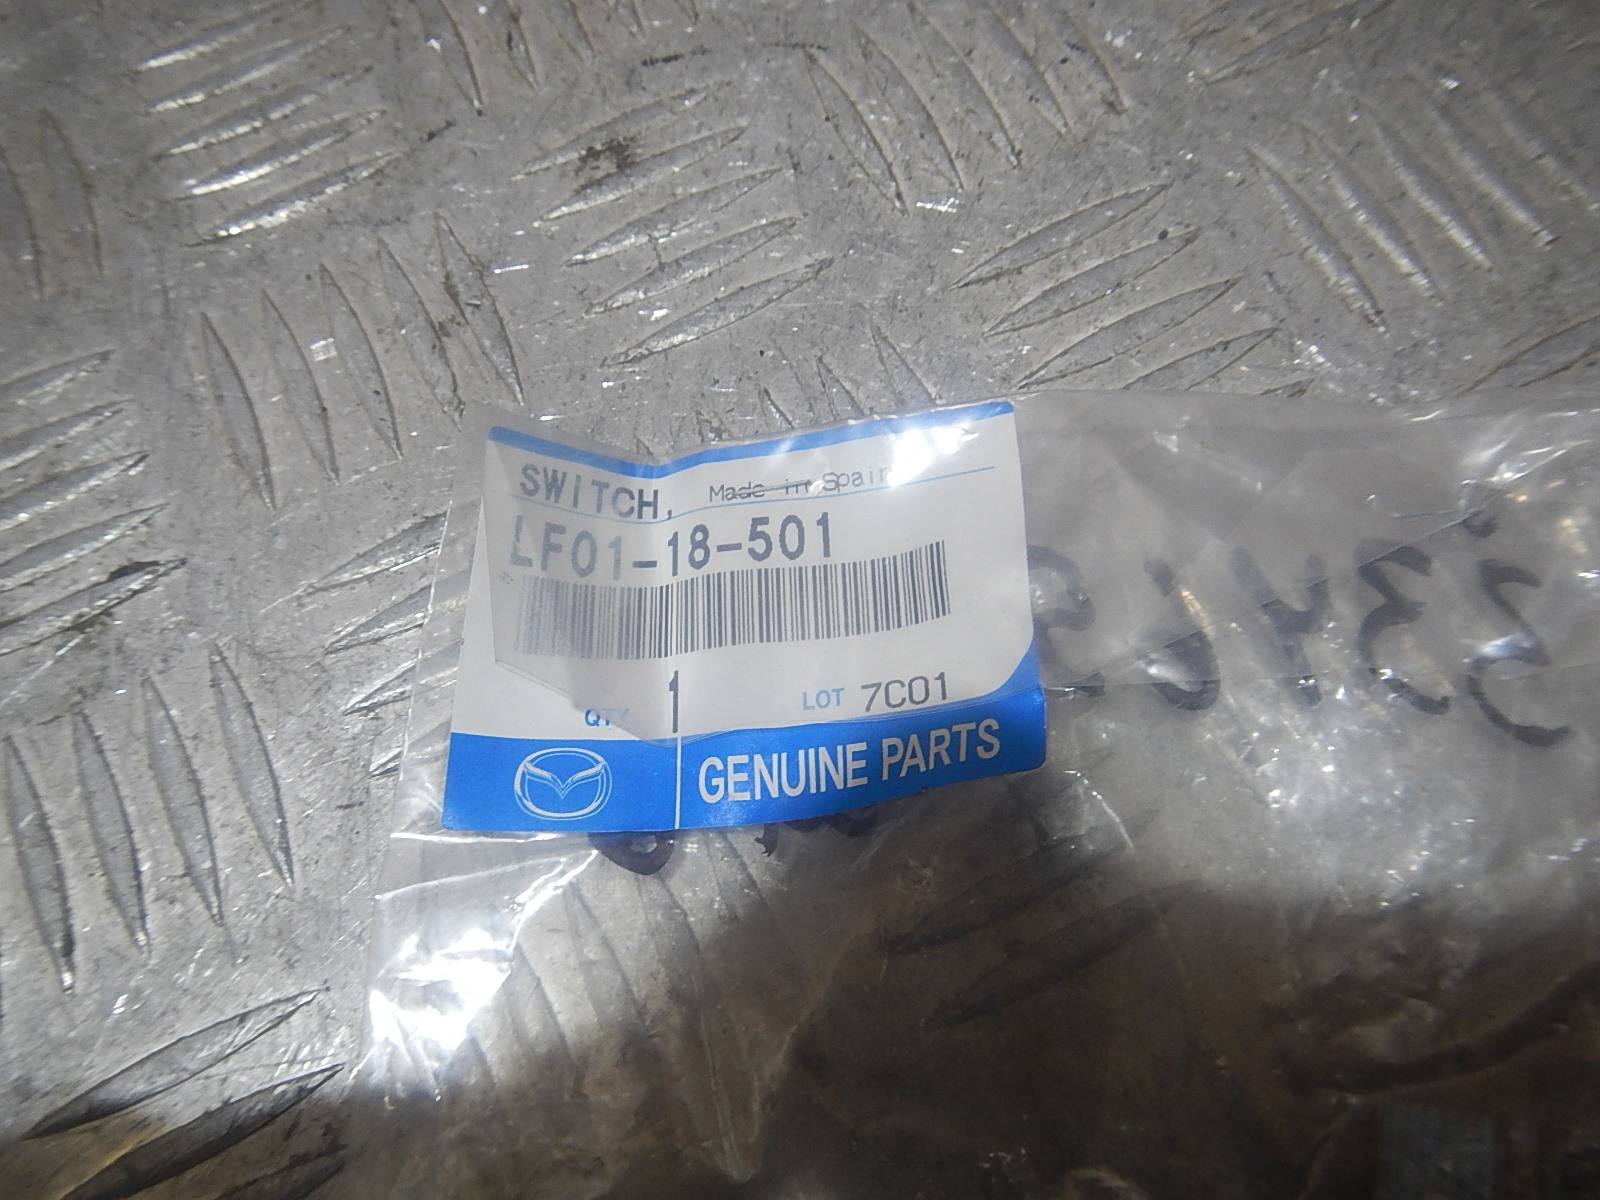 SWITCH, Made in Spain
LF01-18-501
QTY 1 LOT 7C01
GENUINE PARTS